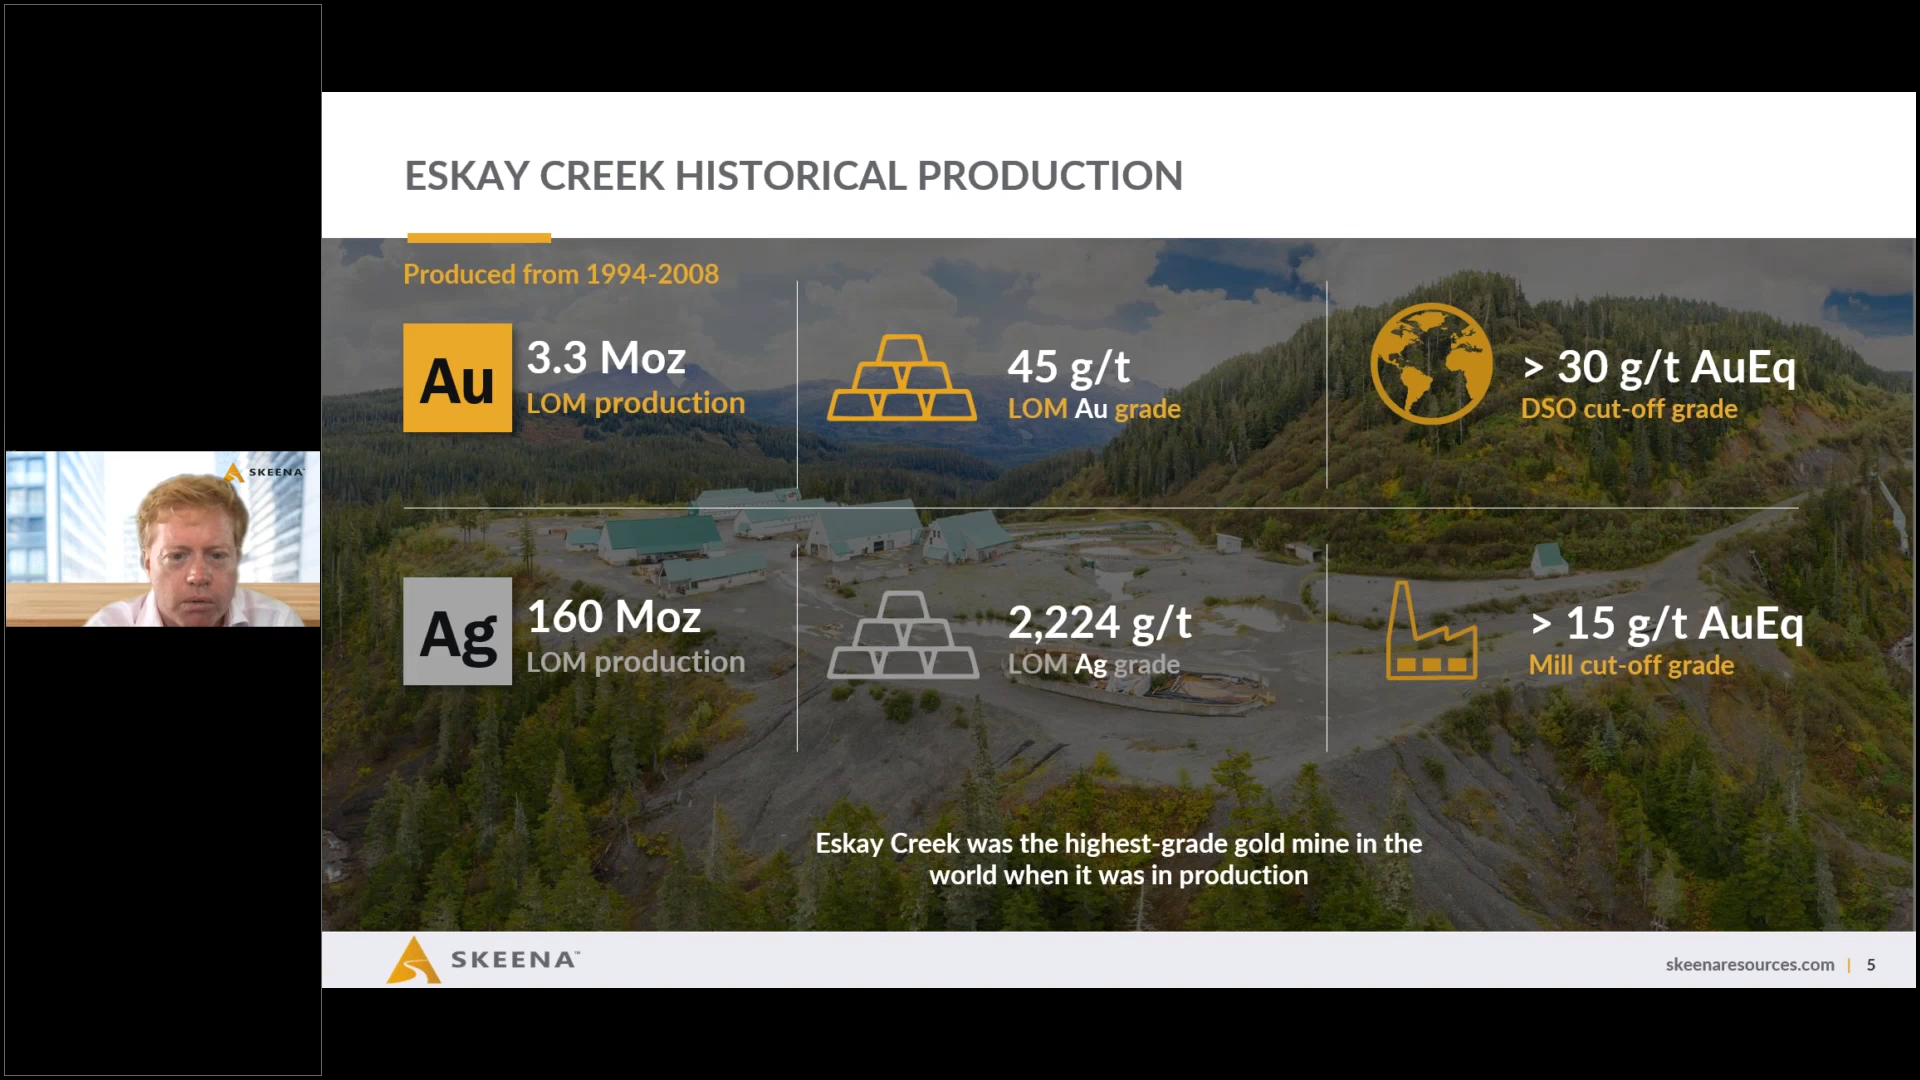 SKEENA
ESKAY CREEK HISTORICAL PRODUCTION
Produced from 1994-2008
Au
3.3 Moz
LOM production
45 g/t
LOM Au grade
> 30 g/t AuEq
DSO cut-off grade
Ag
160 Moz
LOM production
2,224 g/t
LOM Ag grade
> 15 g/t AuEq
Mill cut-off grade
Eskay Creek was the highest-grade gold mine in the
world when it was in production
SKEENA™
skeenaresources.com | 5